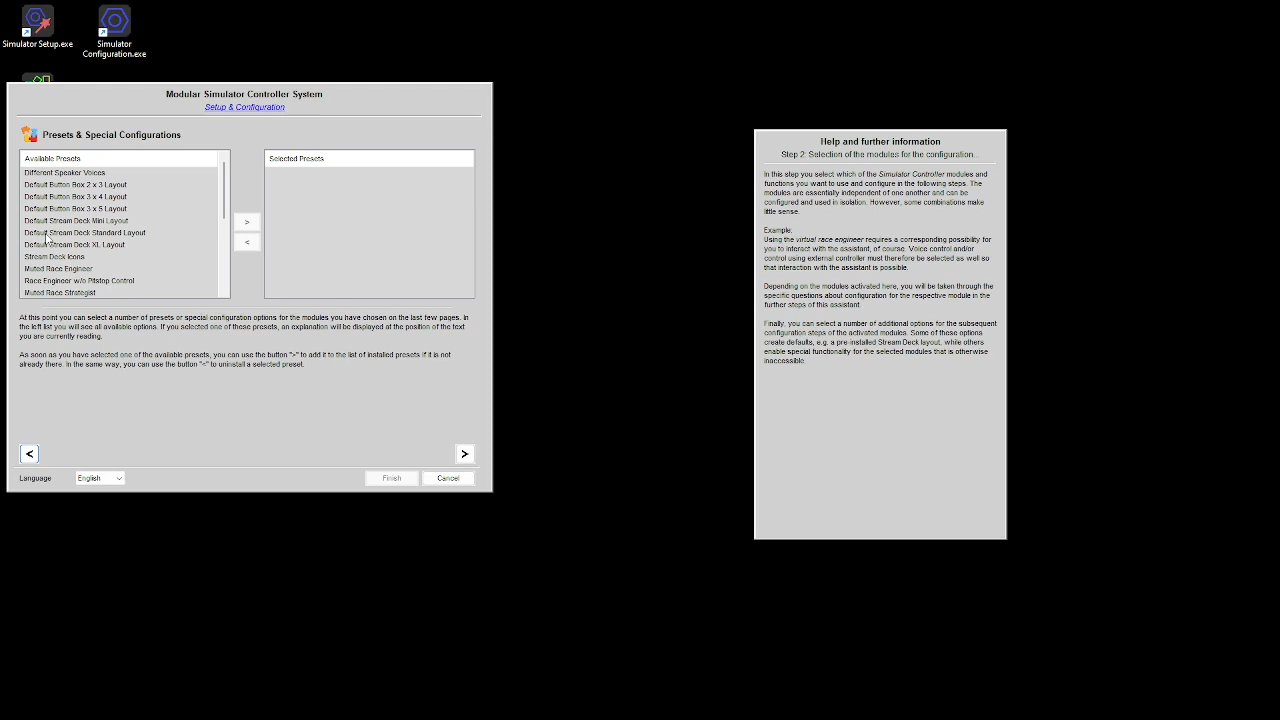 Simulator Setup.exe
Simulator Configuration.exe
Modular Simulator Controller System
Setup & Configuration
Presets & Special Configurations
Available Presets
Different Speaker Voices
Default Button Box 2 x 3 Layout
Default Button Box 3 x 4 Layout
Default Button Box 3 x 5 Layout
Default Stream Deck Mini Layout
Default Stream Deck Standard Layout
Default Stream Deck XL Layout
Stream Deck Icons
Muted Race Engineer
Race Engineer w/o Pitstop Control
Muted Race Strategist
>
<
Selected Presets
At this point you can select a number of presets or special configuration options for the modules you have chosen on the last few pages. In
the left list you will see all available options. If you selected one of these presets, an explanation will be displayed at the position of the text
you are currently reading.
As soon as you have selected one of the available presets, you can use the button ">" to add it to the list of installed presets if it is not
already there. In the same way, you can use the button "<" to uninstall a selected preset.
<
>
Language
English
Finish
Cancel
Help and further information
Step 2: Selection of the modules for the configuration...
In this step you select which of the Simulator Controller modules and
functions you want to use and configure in the following steps. The
modules are essentially independent of one another and can be
configured and used in isolation. However, some combinations make
little sense.
Example:
Using the virtual race engineer requires a corresponding possibility for
you to interact with the assistant, of course. Voice control and/or
control using external controller must therefore be selected as well so
that interaction with the assistant is possible.
Depending on the modules activated here, you will be taken through the
specific questions about configuration for the respective module in the
further steps of this assistant.
Finally, you can select a number of additional options for the subsequent
configuration steps of the activated modules. Some of these options
create defaults, e.g. a pre-installed Stream Deck layout, while others
enable special functionality for the selected modules that is otherwise
inaccessible.